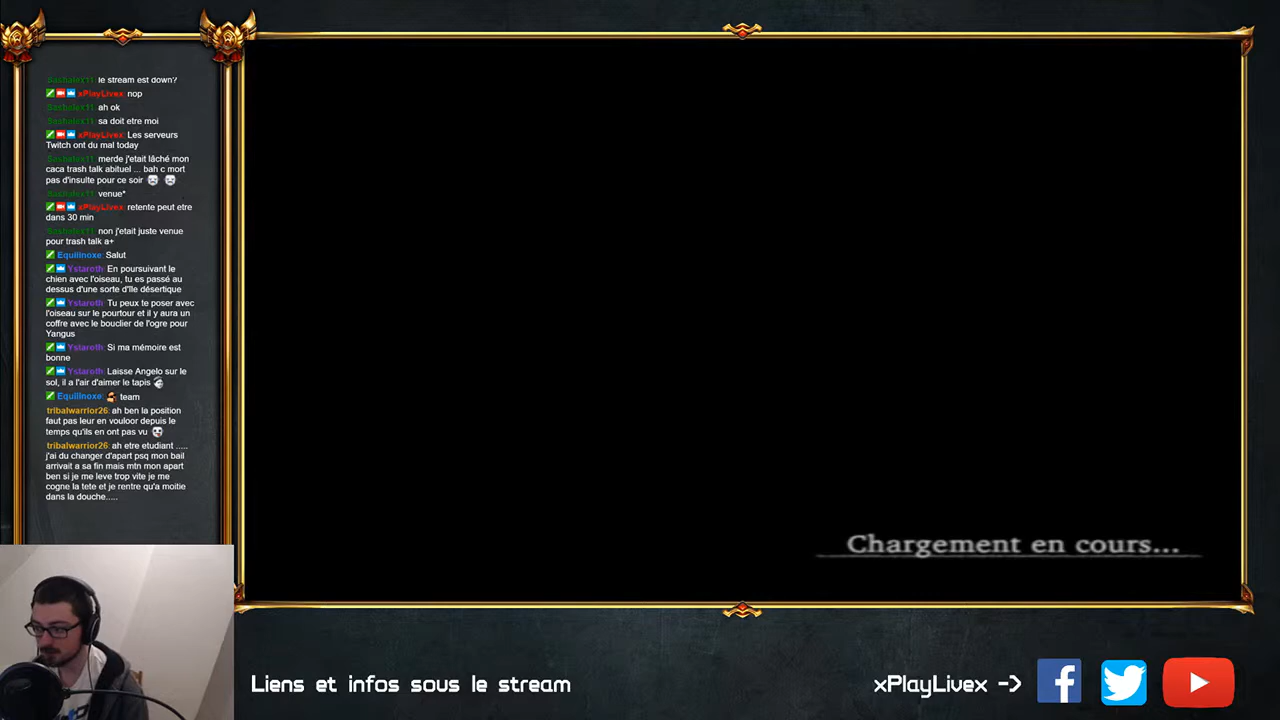 Sashalex11: le stream est down?
xPlayLivex: nop
Sashalex11: ah ok
Sashalex11: sa doit etre moi
xPlayLivex: Les serveurs
Twitch ont du mal today
Sashalex11: merde j'etait lâché mon
caca trash talk abituel ... bah c mort
pas d'insulte pour ce soir
Sashalex11: venue*
xPlayLivex: retente peut etre
dans 30 min
Sashalex11: non j'etait juste venue
pour trash talk a+
Equilinoxe: Salut
Ystaroth: En poursuivant le
chien avec l'oiseau, tu es passé au
dessus d'une sorte d'île désertique
Ystaroth: Tu peux te poser avec
l'oiseau sur le pourtour et il y aura un
coffre avec le bouclier de l'ogre pour
Yangus
Ystaroth: Si ma mémoire est
bonne
Ystaroth: Laisse Angelo sur le
sol, il a l'air d'aimer le tapis
Equilinoxe: team
tribalwarrior26: ah ben la position
faut pas leur en vouloor depuis le
temps qu'ils en ont pas vu
tribalwarrior26: ah etre etudiant .....
j'ai du changer d'apart psq mon bail
arrivait a sa fin mais mtn mon apart
ben si je me leve trop vite je me
cogne la tete et je rentre qu'a moitie
dans la douche.....
Chargement en cours...
Liens et infos sous le stream
xPlayLivex ->